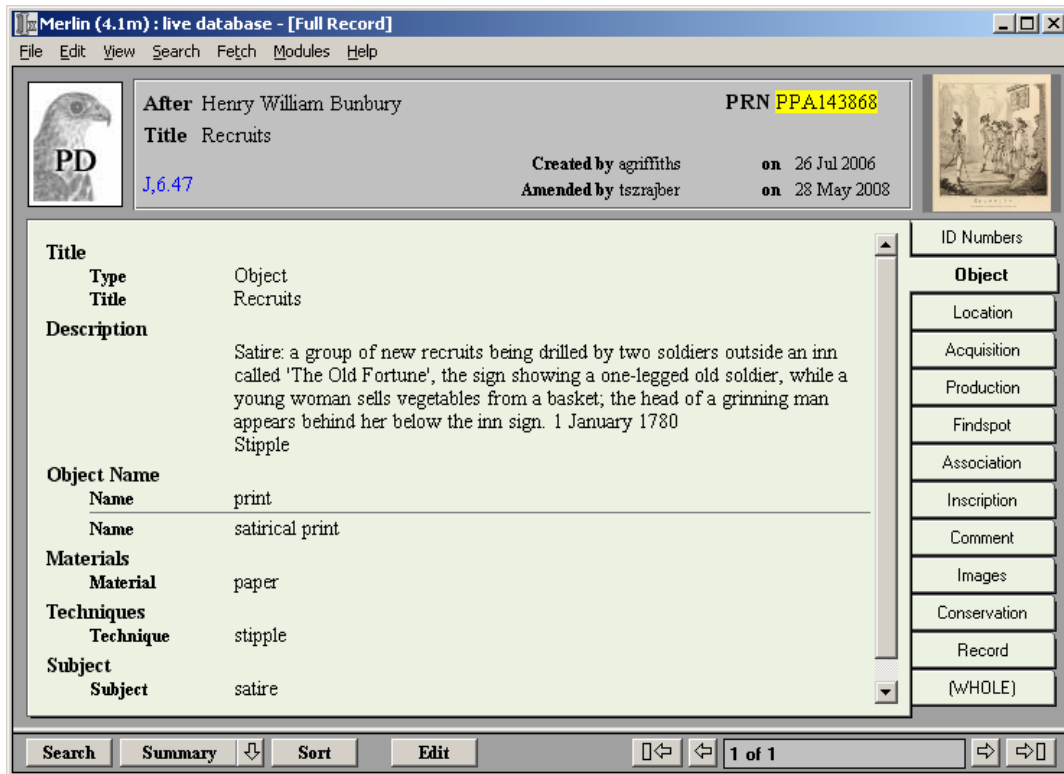 Merlin (4.1m) : live database - [Full Record]
File Edit View Search Fetch Modules Help
PD
After Henry William Bunbury
PRN PPA143868
Title Recruits
J,6.47
Created by agriffiths on 26 Jul 2006
Amended by tszrajber on 28 May 2008
Title
Type Object
Title Recruits
Description
Satire: a group of new recruits being drilled by two soldiers outside an inn
called 'The Old Fortune', the sign showing a one-legged old soldier, while a
young woman sells vegetables from a basket; the head of a grinning man
appears behind her below the inn sign. 1 January 1780
Stipple
Object Name
Name print
Name satirical print
Materials
Material paper
Techniques
Technique stipple
Subject
Subject satire
ID Numbers
Object
Location
Acquisition
Production
Findspot
Association
Inscription
Comment
Images
Conservation
Record
(WHOLE)
Search Summary Sort Edit 1 of 1